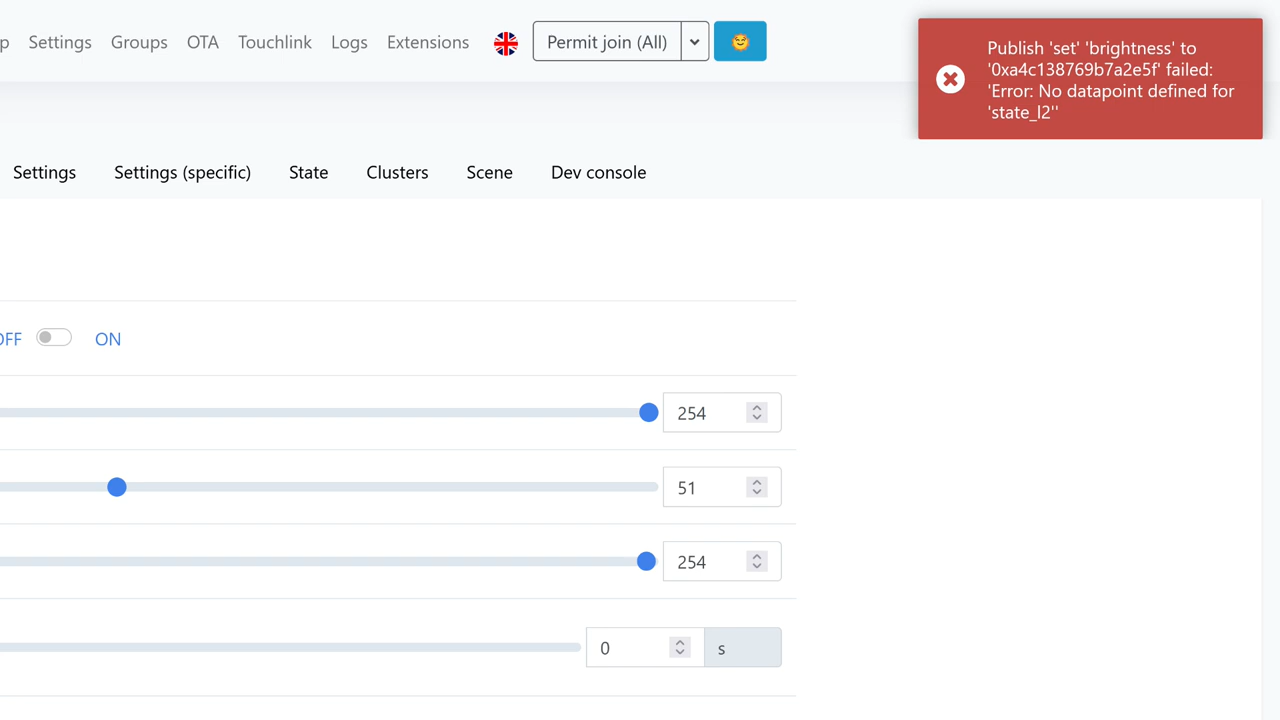 p Settings Groups OTA Touchlink Logs Extensions Permit join (All)
Publish 'set' 'brightness' to
'0xa4c138769b7a2e5f' failed:
'Error: No datapoint defined for
'state_l2''
Settings Settings (specific) State Clusters Scene Dev console
OFF ON
254
51
254
0 s